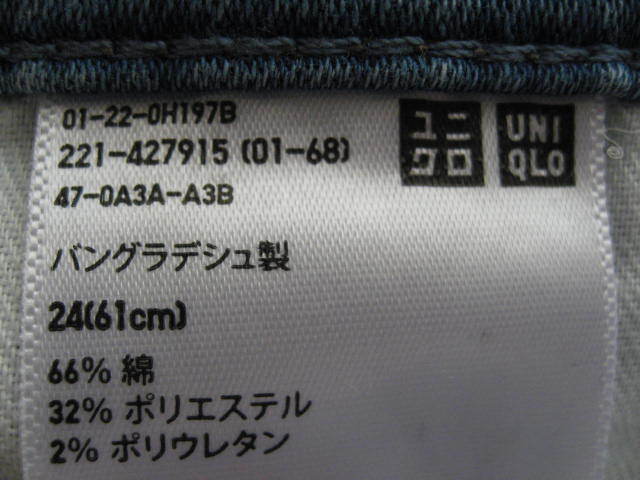 01-22-0H197B
221-427915 (01-68)
47-0A3A-A3B
ユニ
クロ
UNI
QLO
バングラデシュ製
24(61cm)
66% 綿
32% ポリエステル
2% ポリウレタン